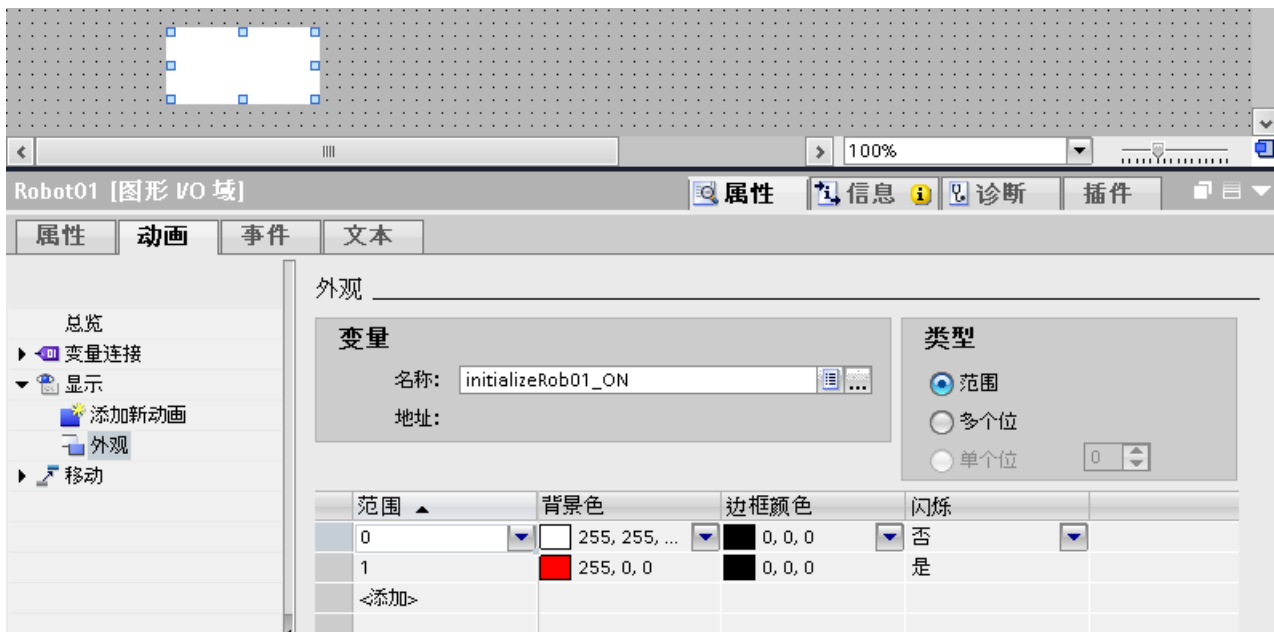 100%
Robot01 [图形 I/O 域]
属性 信息 诊断 插件
属性 动画 事件 文本
外观
总览
变量连接
显示
添加新动画
外观
移动
变量
名称: initializeRob01_ON
地址:
类型
范围
多个位
单个位 0
范围 背景色 边框颜色 闪烁
0 255, 255, ... 0, 0, 0 否
1 255, 0, 0 0, 0, 0 是
<添加>